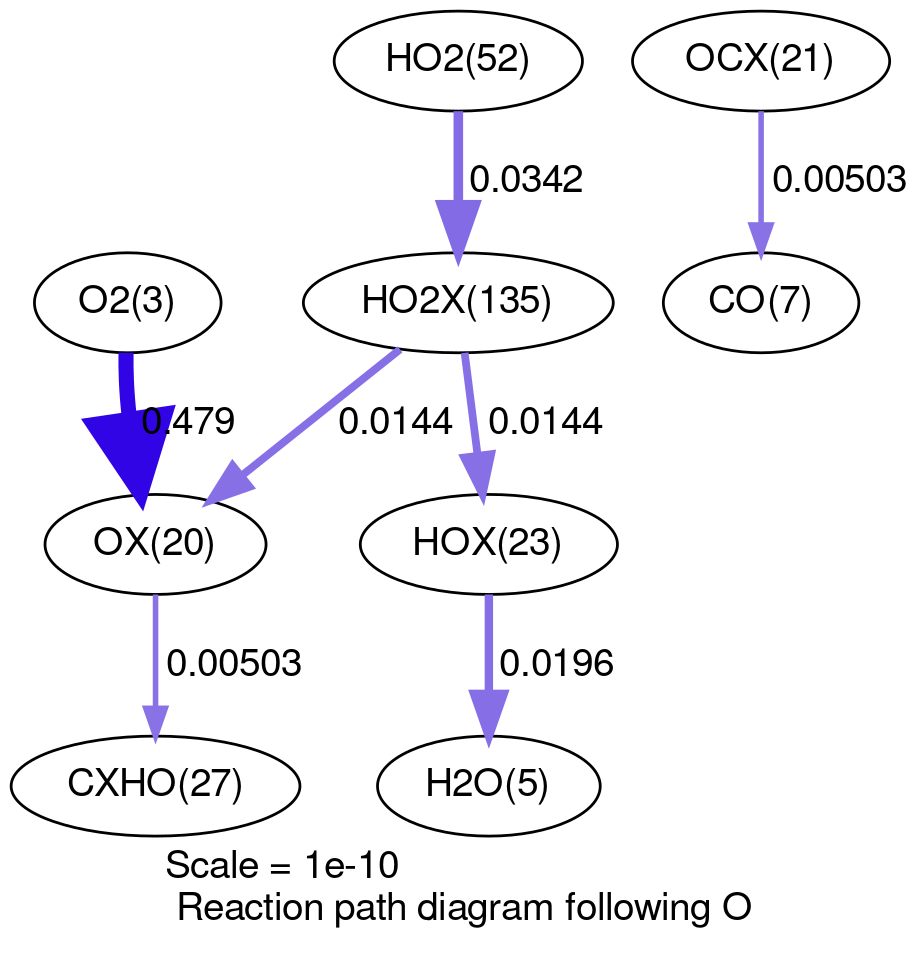 HO2(52)
OCX(21)
0.0342
0.00503
O2(3)
HO2X(135)
CO(7)
0.479
0.0144
0.0144
OX(20)
HOX(23)
0.00503
0.0196
CXHO(27)
H2O(5)
Scale = 1e-10
Reaction path diagram following O